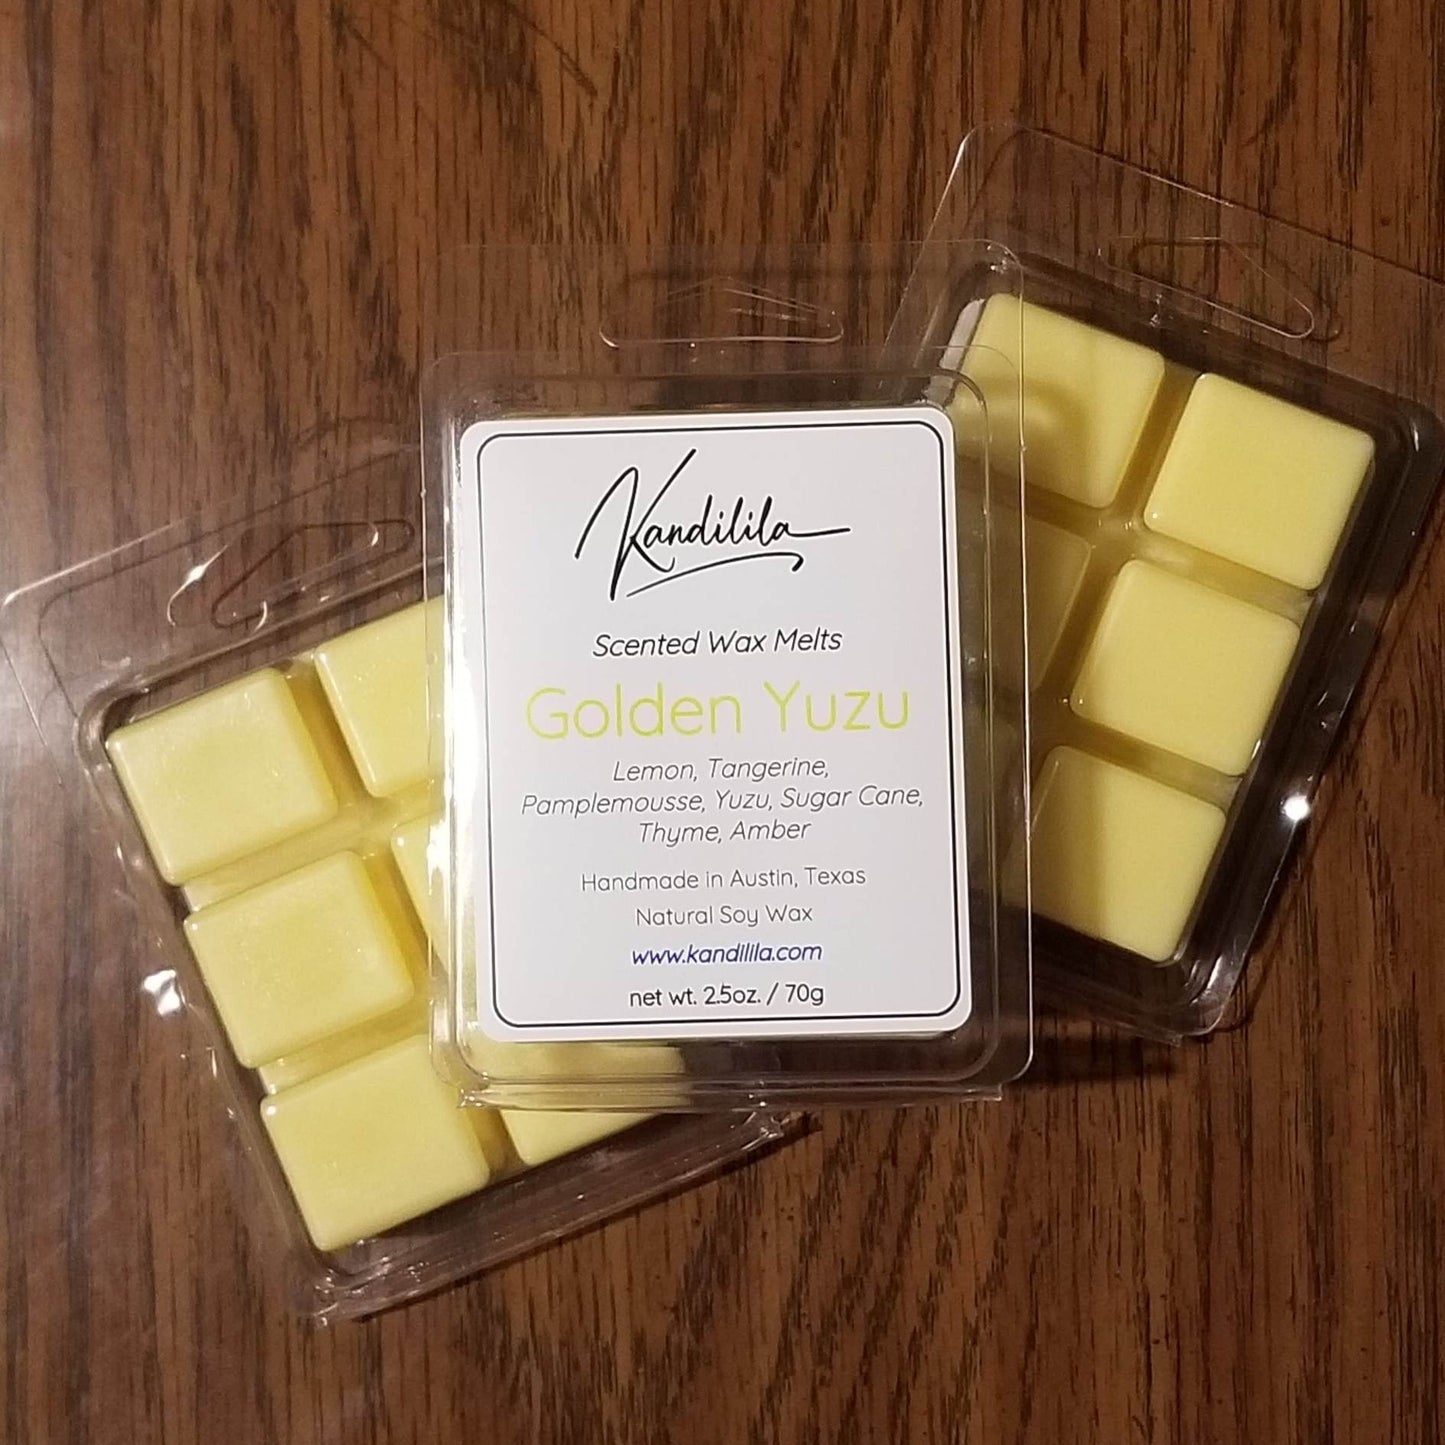 Kandilila
Scented Wax Melts
Golden Yuzu
Lemon, Tangerine,
Pamplemousse, Yuzu, Sugar Cane,
Thyme, Amber
Handmade in Austin, Texas
Natural Soy Wax
www.kandilila.com
net wt. 2.5oz. / 70g